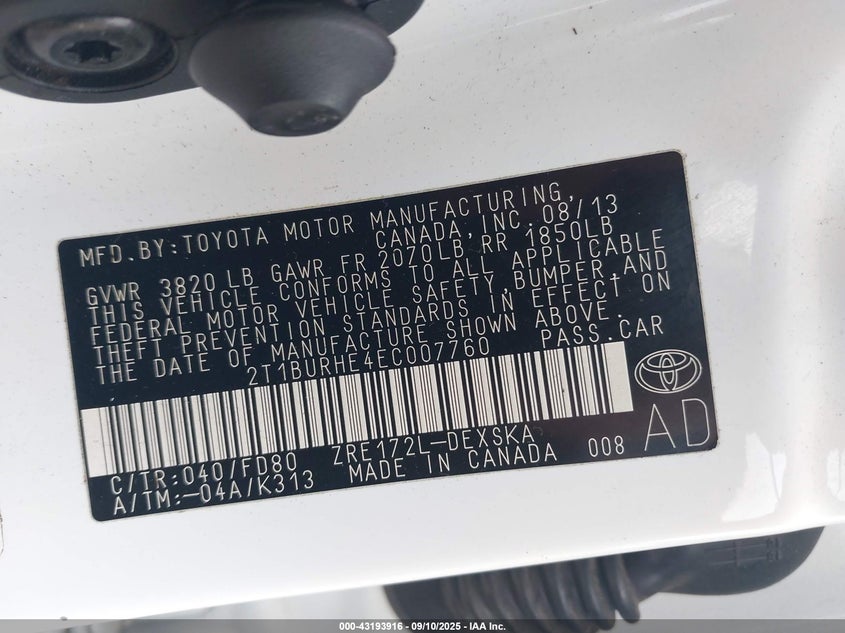 MFD.BY:TOYOTA MOTOR MANUFACTURING,
CANADA,INC. 08/13
GVWR 3820 LB GAWR FR 2070LB RR 1850LB
THIS VEHICLE CONFORMS TO ALL APPLICABLE
FEDERAL MOTOR VEHICLE SAFETY,BUMPER,AND
THEFT PREVENTION STANDARDS IN EFFECT ON
THE DATE OF MANUFACTURE SHOWN ABOVE.
2T1BURHE4EC007760 PASS.CAR
C/TR:040/FD80 ZRE172L-DEXSKA
A/TM:-04A/K313 MADE IN CANADA 008 AD
000-43193916 - 09/10/2025 - IAA Inc.